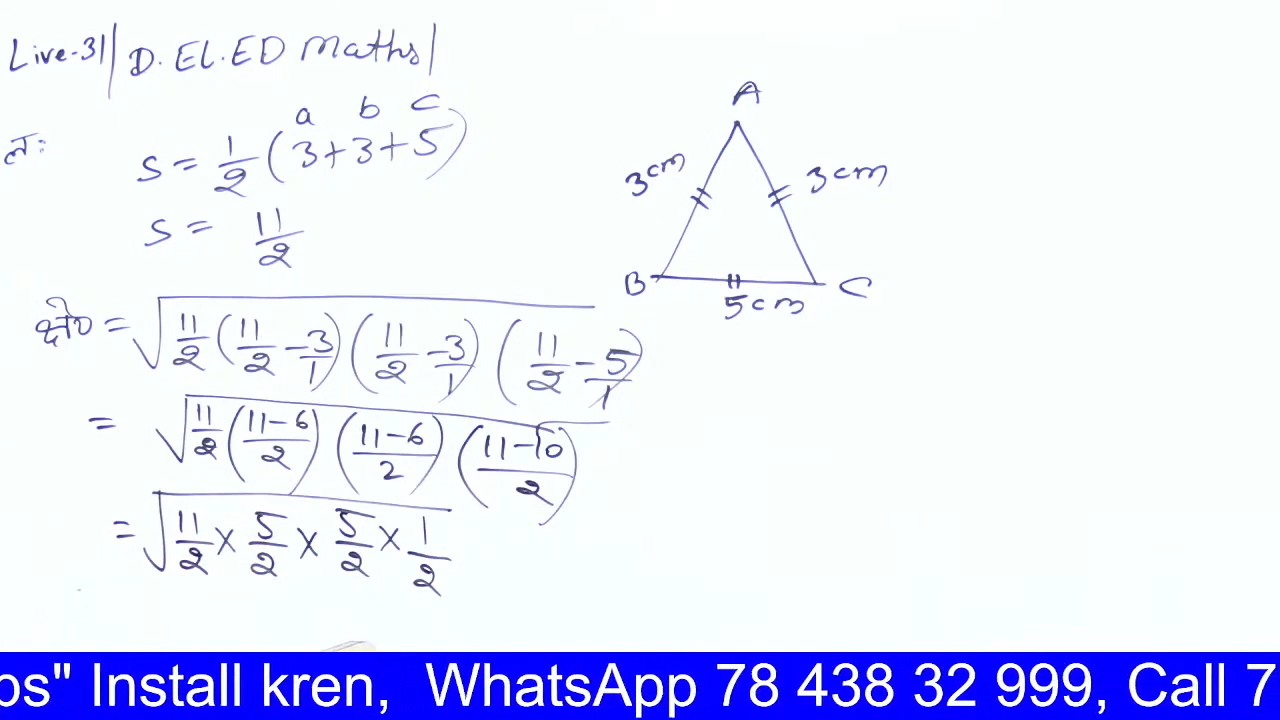 Live-31| D.El.ED Maths|
a b c
ल: s = 1/2 (3+3+5)
s = 11/2
क्षे० = √(11/2 (11/2 - 3/1) (11/2 - 3/1) (11/2 - 5/1))
= √(11/2 ((11-6)/2) ((11-6)/2) ((11-10)/2))
= √(11/2 × 5/2 × 5/2 × 1/2)
A
3cm 3cm
B C
5cm
ps" Install kren, WhatsApp 78 438 32 999, Call 7